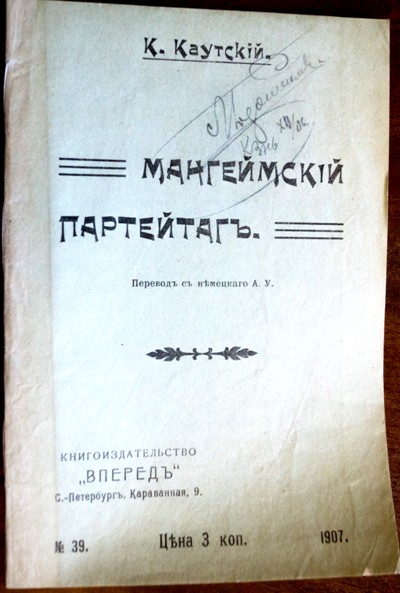 К. Каутскій.
МАНГЕЙМСКІЙ
ПАРТЕЙТАГЪ.
Переводъ съ нѣмецкаго А. У.
КНИГОИЗДАТЕЛЬСТВО
„ВПЕРЕДЪ"
С.-Петербургъ, Караванная, 9.
№ 39. Цѣна 3 коп. 1907.